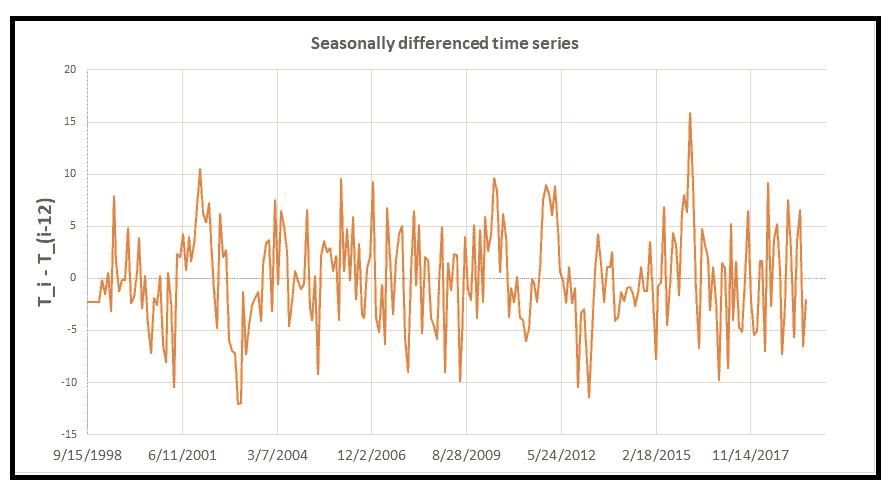 Seasonally differenced time series
20
15
10
5
0
-5
-10
-15
T_i - T_(i-12)
9/15/1998 6/11/2001 3/7/2004 12/2/2006 8/28/2009 5/24/2012 2/18/2015 11/14/2017